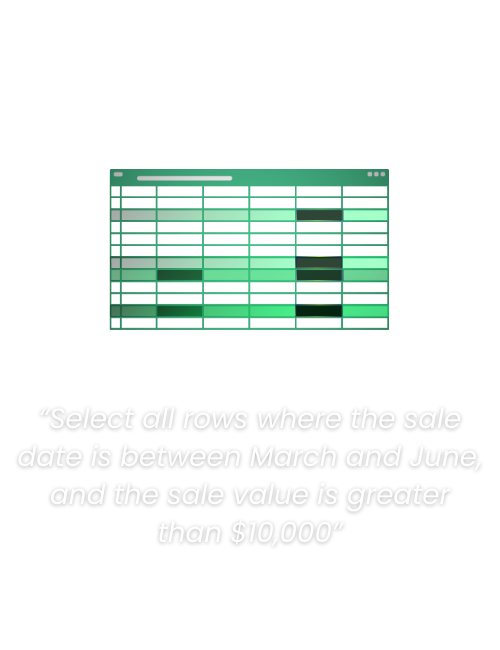 “Select all rows where the sale
date is between March and June,
and the sale value is greater
than $10,000”